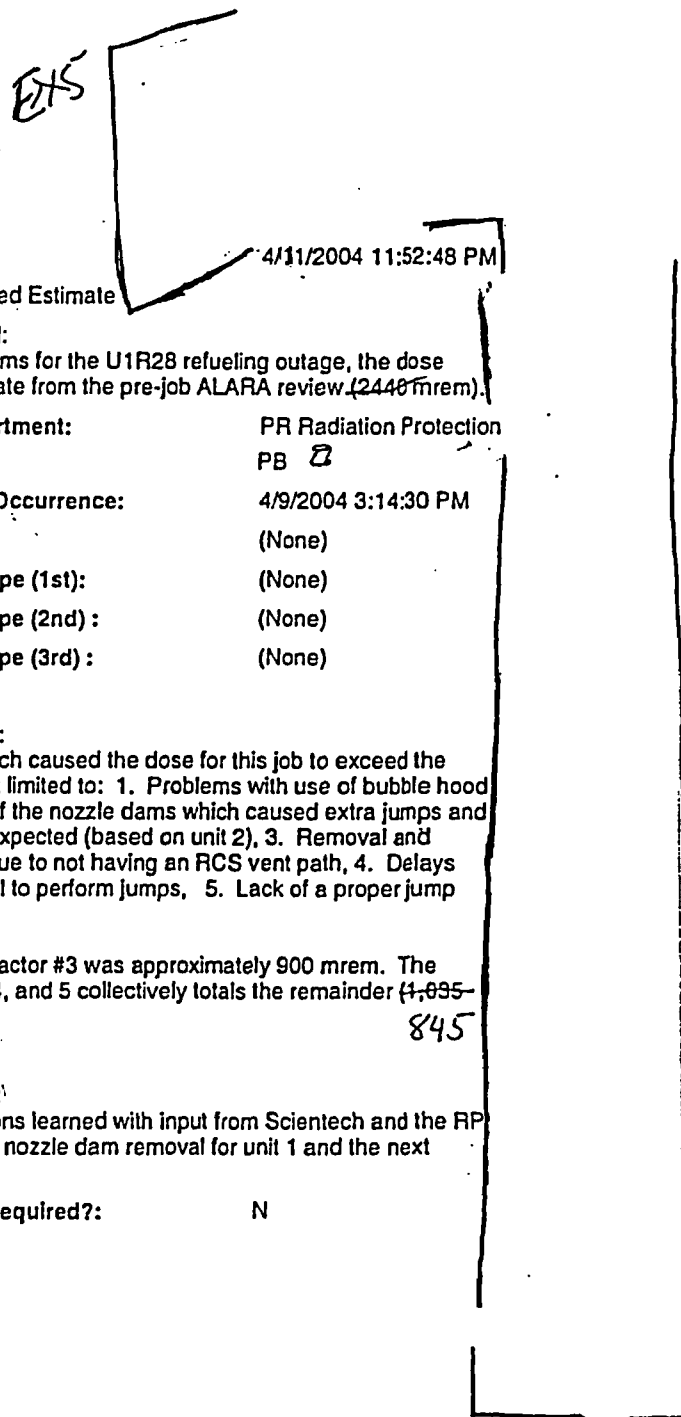 EX5
4/11/2004 11:52:48 PM
ed Estimate
:
ms for the U1R28 refueling outage, the dose
ate from the pre-job ALARA review (2440 mrem).
rtment: PR Radiation Protection
PB
Occurrence: 4/9/2004 3:14:30 PM
(None)
pe (1st): (None)
pe (2nd) : (None)
pe (3rd) : (None)
:
ch caused the dose for this job to exceed the
t limited to: 1. Problems with use of bubble hood
of the nozzle dams which caused extra jumps and
xpected (based on unit 2), 3. Removal and
ue to not having an RCS vent path, 4. Delays
l to perform jumps, 5. Lack of a proper jump
actor #3 was approximately 900 mrem. The
, and 5 collectively totals the remainder (1,035
845
ns learned with input from Scientech and the RP
nozzle dam removal for unit 1 and the next
equired?: N